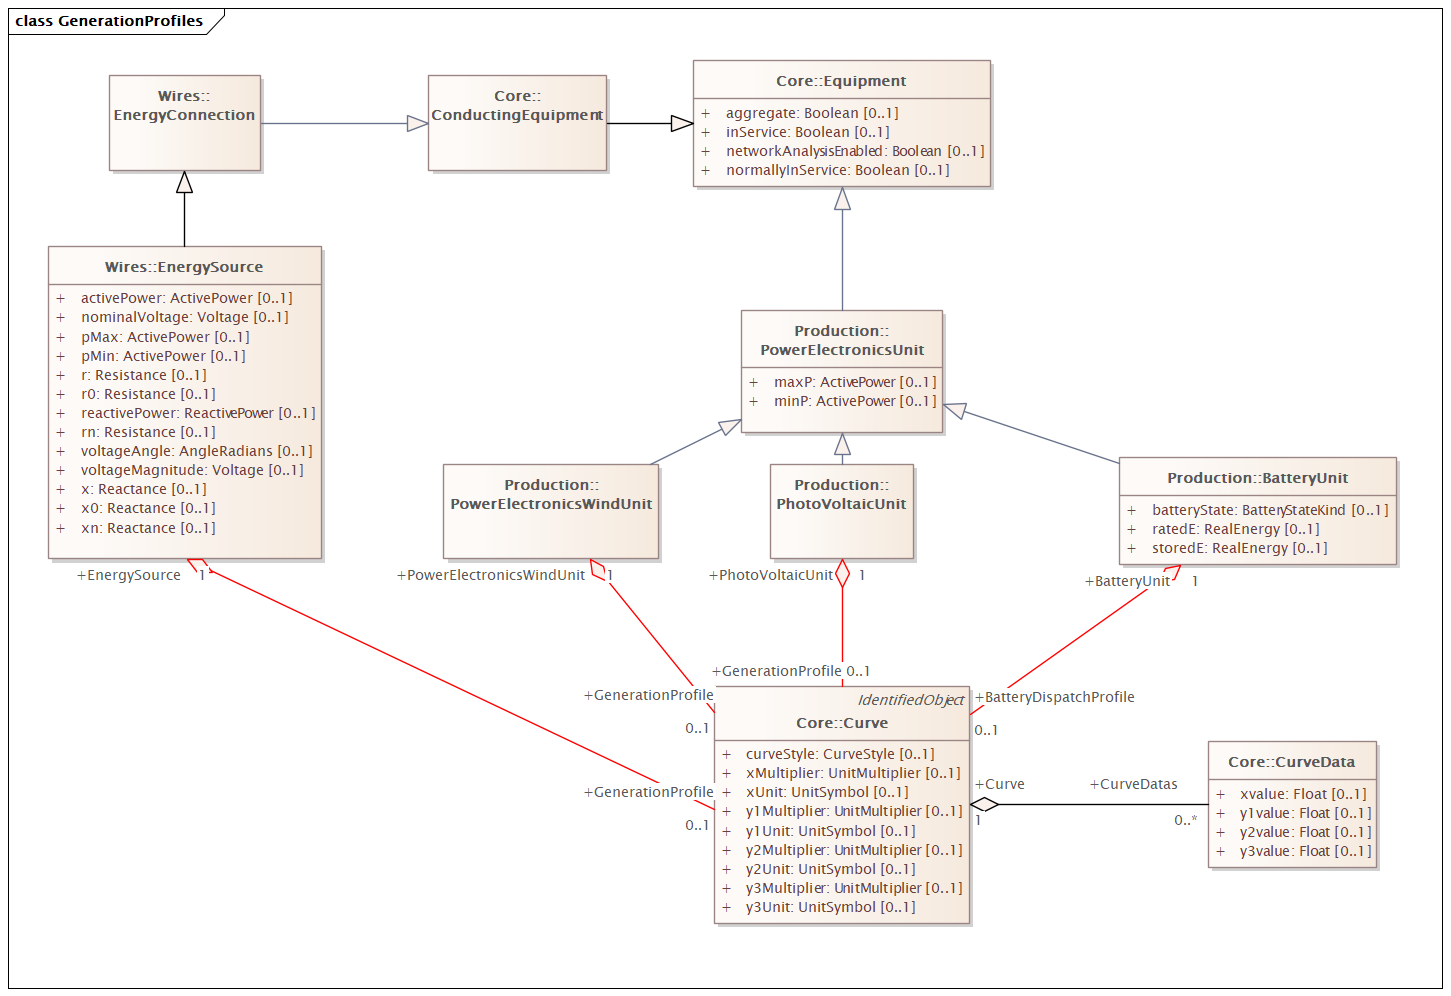 class GenerationProfiles
Wires::
EnergyConnection
Core::
ConductingEquipment
Core::Equipment
+ aggregate: Boolean [0..1]
+ inService: Boolean [0..1]
+ networkAnalysisEnabled: Boolean [0..1]
+ normallyInService: Boolean [0..1]
Wires::EnergySource
+ activePower: ActivePower [0..1]
+ nominalVoltage: Voltage [0..1]
+ pMax: ActivePower [0..1]
+ pMin: ActivePower [0..1]
+ r: Resistance [0..1]
+ r0: Resistance [0..1]
+ reactivePower: ReactivePower [0..1]
+ rn: Resistance [0..1]
+ voltageAngle: AngleRadians [0..1]
+ voltageMagnitude: Voltage [0..1]
+ x: Reactance [0..1]
+ x0: Reactance [0..1]
+ xn: Reactance [0..1]
Production::
PowerElectronicsUnit
+ maxP: ActivePower [0..1]
+ minP: ActivePower [0..1]
Production::
PowerElectronicsWindUnit
Production::
PhotoVoltaicUnit
Production::BatteryUnit
+ batteryState: BatteryStateKind [0..1]
+ ratedE: RealEnergy [0..1]
+ storedE: RealEnergy [0..1]
+EnergySource 1
+PowerElectronicsWindUnit 1
+PhotoVoltaicUnit 1
+BatteryUnit 1
+GenerationProfile 0..1
+GenerationProfile
0..1
+BatteryDispatchProfile
0..1
IdentifiedObject
Core::Curve
+ curveStyle: CurveStyle [0..1]
+ xMultiplier: UnitMultiplier [0..1]
+ xUnit: UnitSymbol [0..1]
+ y1Multiplier: UnitMultiplier [0..1]
+ y1Unit: UnitSymbol [0..1]
+ y2Multiplier: UnitMultiplier [0..1]
+ y2Unit: UnitSymbol [0..1]
+ y3Multiplier: UnitMultiplier [0..1]
+ y3Unit: UnitSymbol [0..1]
+GenerationProfile
0..1
+Curve
1
+CurveDatas
0..*
Core::CurveData
+ xvalue: Float [0..1]
+ y1value: Float [0..1]
+ y2value: Float [0..1]
+ y3value: Float [0..1]